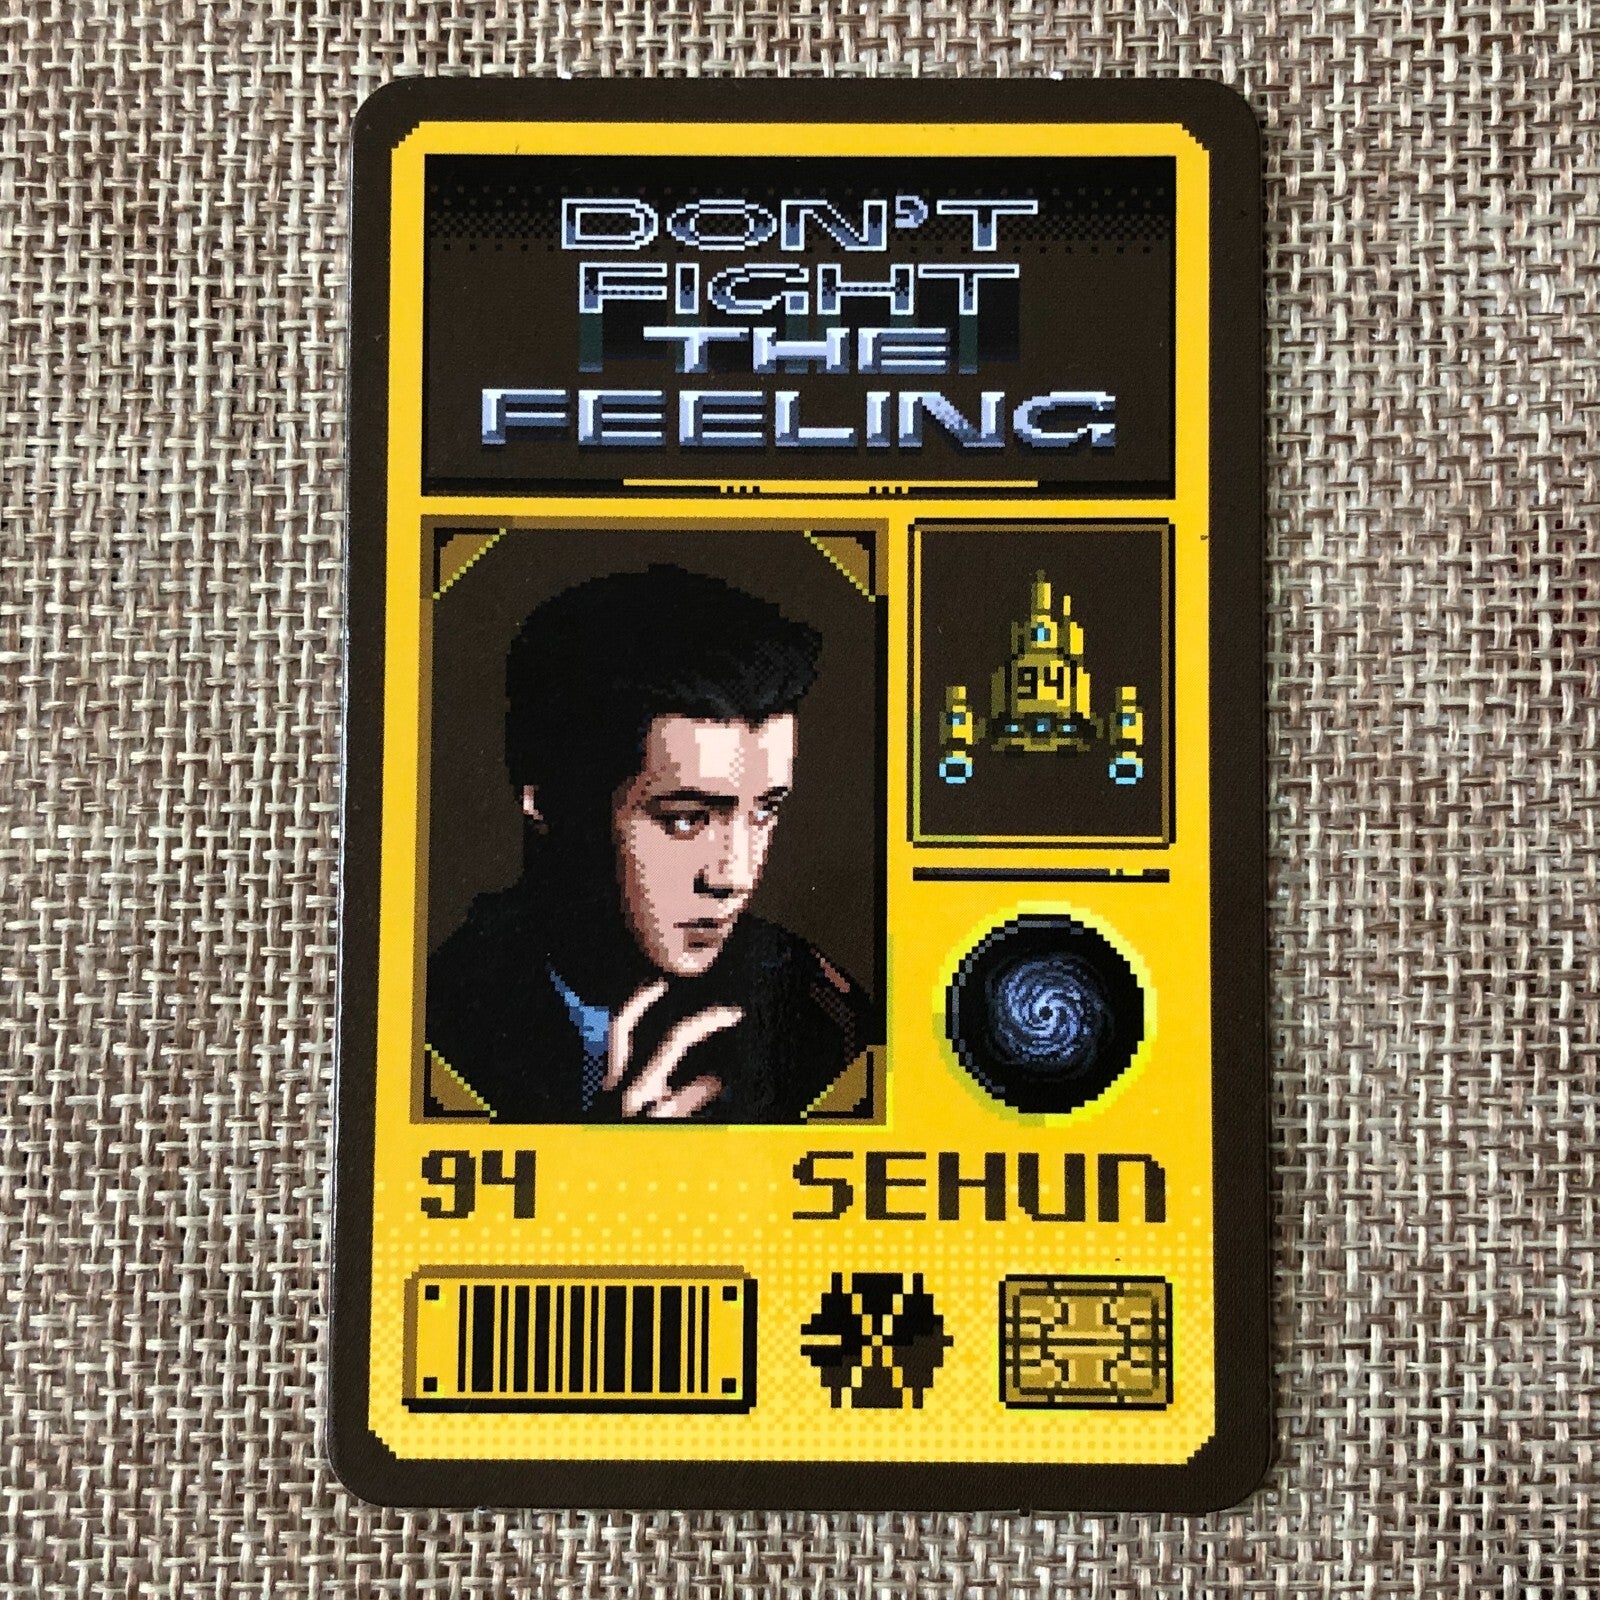 DON'T
FIGHT
THE
FEELING
94
94 SEHUN